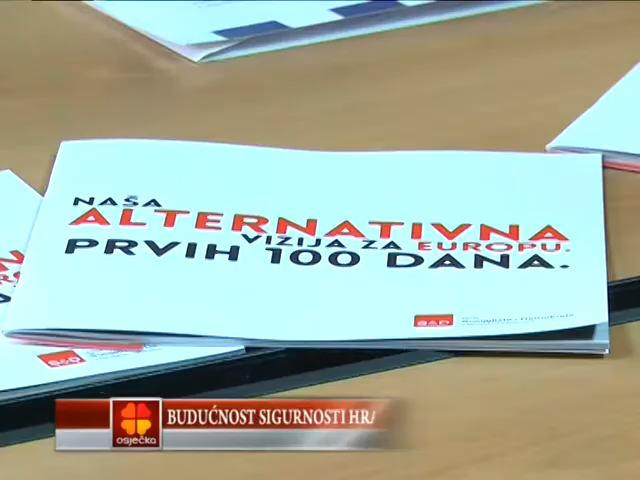 NAŠA
ALTERNATIVNA
VIZIJA ZA EUROPU.
PRVIH 100 DANA.
S&D
S&D
osječka
BUDUĆNOST SIGURNOSTI HRA